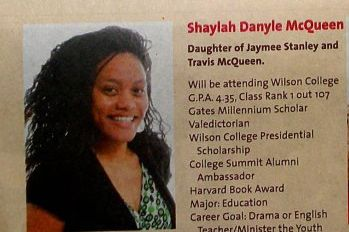 Shaylah Danyle McQueen
Daughter of Jaymee Stanley and
Travis McQueen.
Will be attending Wilson College
G.P.A. 4.35, Class Rank 1 out 107
Gates Millennium Scholar
Valedictorian
Wilson College Presidential
Scholarship
College Summit Alumni
Ambassador
Harvard Book Award
Major: Education
Career Goal: Drama or English
Teacher/Minister the Youth